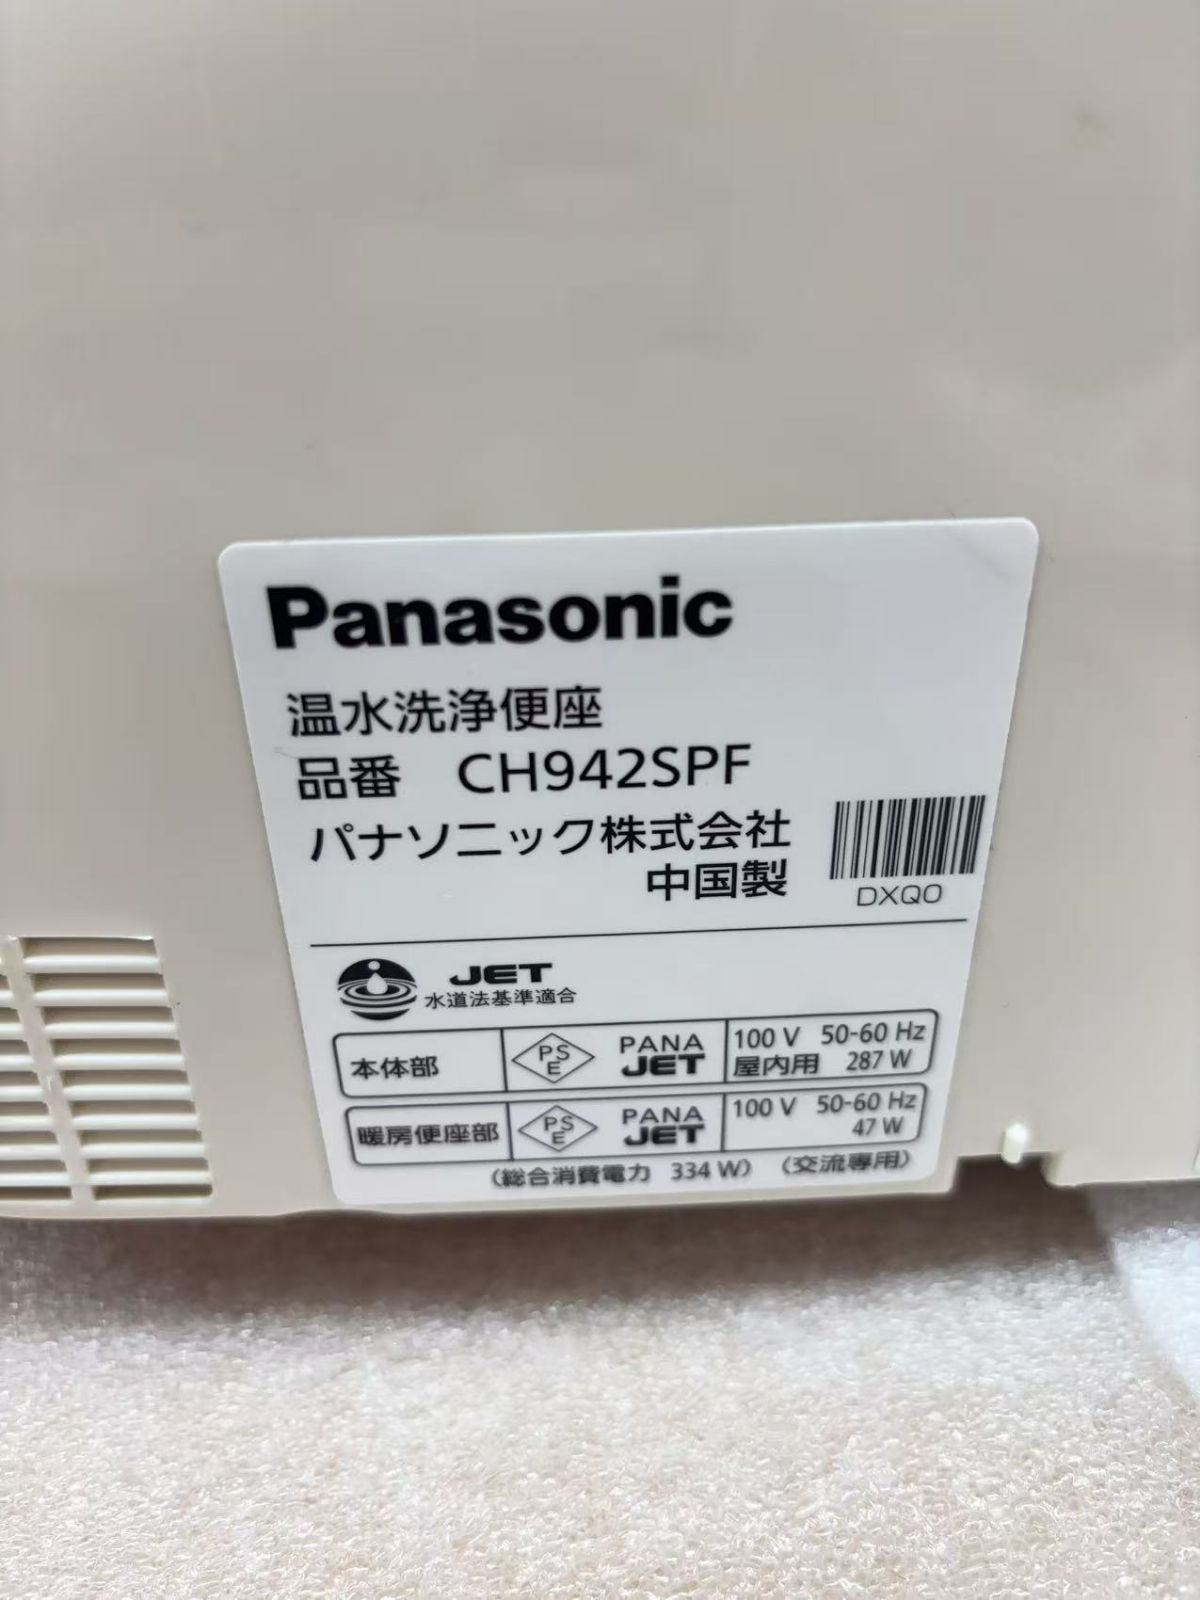 Panasonic
温水洗浄便座
品番 CH942SPF
パナソニック株式会社
中国製
DXQ0
JET
水道法基準適合
本体部 PSE PANA JET 100 V 50-60 Hz
屋内用 287 W
暖房便座部 PSE PANA JET 100 V 50-60 Hz
47 W
(総合消費電力 334 W) (交流専用)